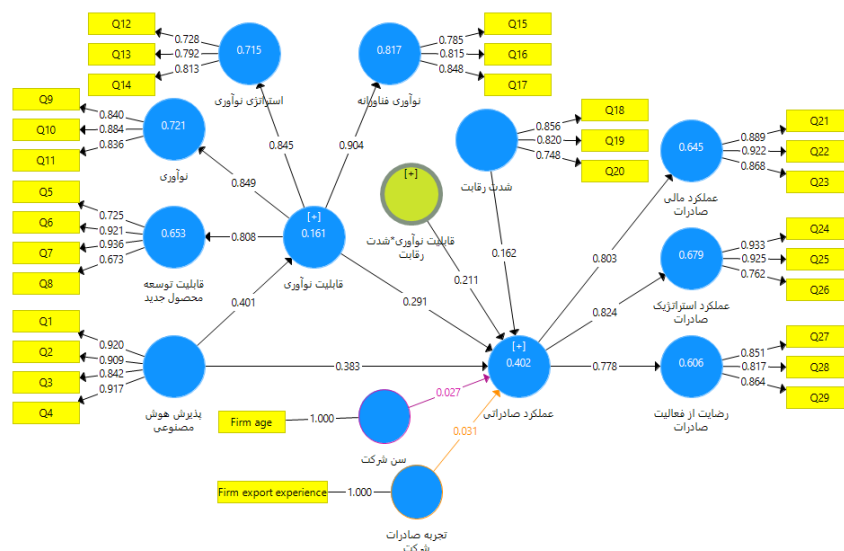 Q12
Q13
Q14
0.728
0.792
0.813
0.715
استراتژی نوآوری
0.817
نوآوری فناورانه
0.785
0.815
0.848
Q15
Q16
Q17
Q9
Q10
Q11
0.840
0.884
0.836
0.721
نوآوری
0.845
0.904
0.849
شدت رقابت
0.856
0.820
0.748
Q18
Q19
Q20
0.645
عملکرد مالی
صادرات
0.889
0.922
0.868
Q21
Q22
Q23
Q5
Q6
Q7
Q8
0.725
0.921
0.936
0.673
0.653
قابلیت توسعه
محصول جدید
0.808
[+]
0.161
قابلیت نوآوری
[+]
قابلیت نوآوری*شدت
رقابت
0.162
0.211
0.291
0.401
0.803
0.679
عملکرد استراتژیک
صادرات
0.933
0.925
0.762
Q24
Q25
Q26
Q1
Q2
Q3
Q4
0.920
0.909
0.842
0.917
پذیرش هوش
مصنوعی
0.383
[+]
0.402
عملکرد صادراتی
0.824
0.778
0.606
رضایت از فعالیت
صادرات
0.851
0.817
0.864
Q27
Q28
Q29
Firm age
1.000
سن شرکت
0.027
0.031
Firm export experience
1.000
تجربه صادرات
شرکت